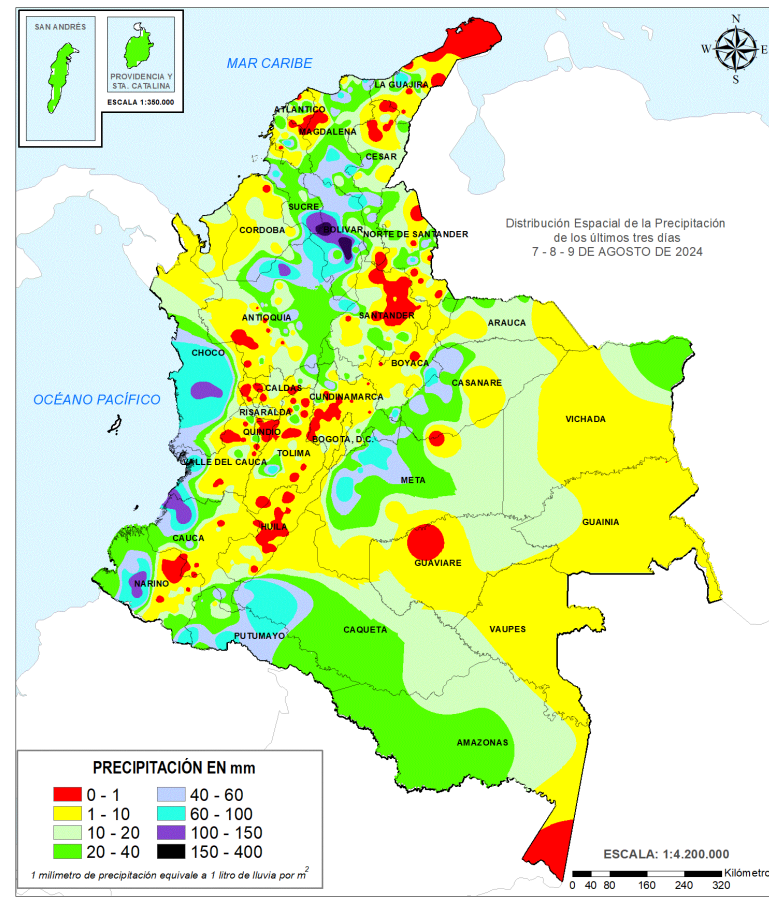 SAN ANDRÉS
PROVIDENCIA Y
STA. CATALINA
ESCALA 1:350.000
N
W
E
S
MAR CARIBE
LA GUAJIRA
ATLANTICO
MAGDALENA
CESAR
SUCRE
BOLIVAR
CORDOBA
NORTE DE SANTANDER
Distribución Espacial de la Precipitación
de los últimos tres días
7 - 8 - 9 DE AGOSTO DE 2024
ANTIOQUIA
SANTANDER
ARAUCA
CHOCO
BOYACA
CASANARE
OCÉANO PACÍFICO
CALDAS
CUNDINAMARCA
RISARALDA
VICHADA
QUINDIO
BOGOTA, D.C.
TOLIMA
VALLE DEL CAUCA
META
GUAINIA
CAUCA
HUILA
GUAVIARE
NARIÑO
PUTUMAYO
CAQUETA
VAUPES
AMAZONAS
PRECIPITACIÓN EN mm
0 - 1
40 - 60
1 - 10
60 - 100
10 - 20
100 - 150
20 - 40
150 - 400
1 milímetro de precipitación equivale a 1 litro de lluvia por m2
ESCALA: 1:4.200.000
Kilómetros
0 40 80 160 240 320